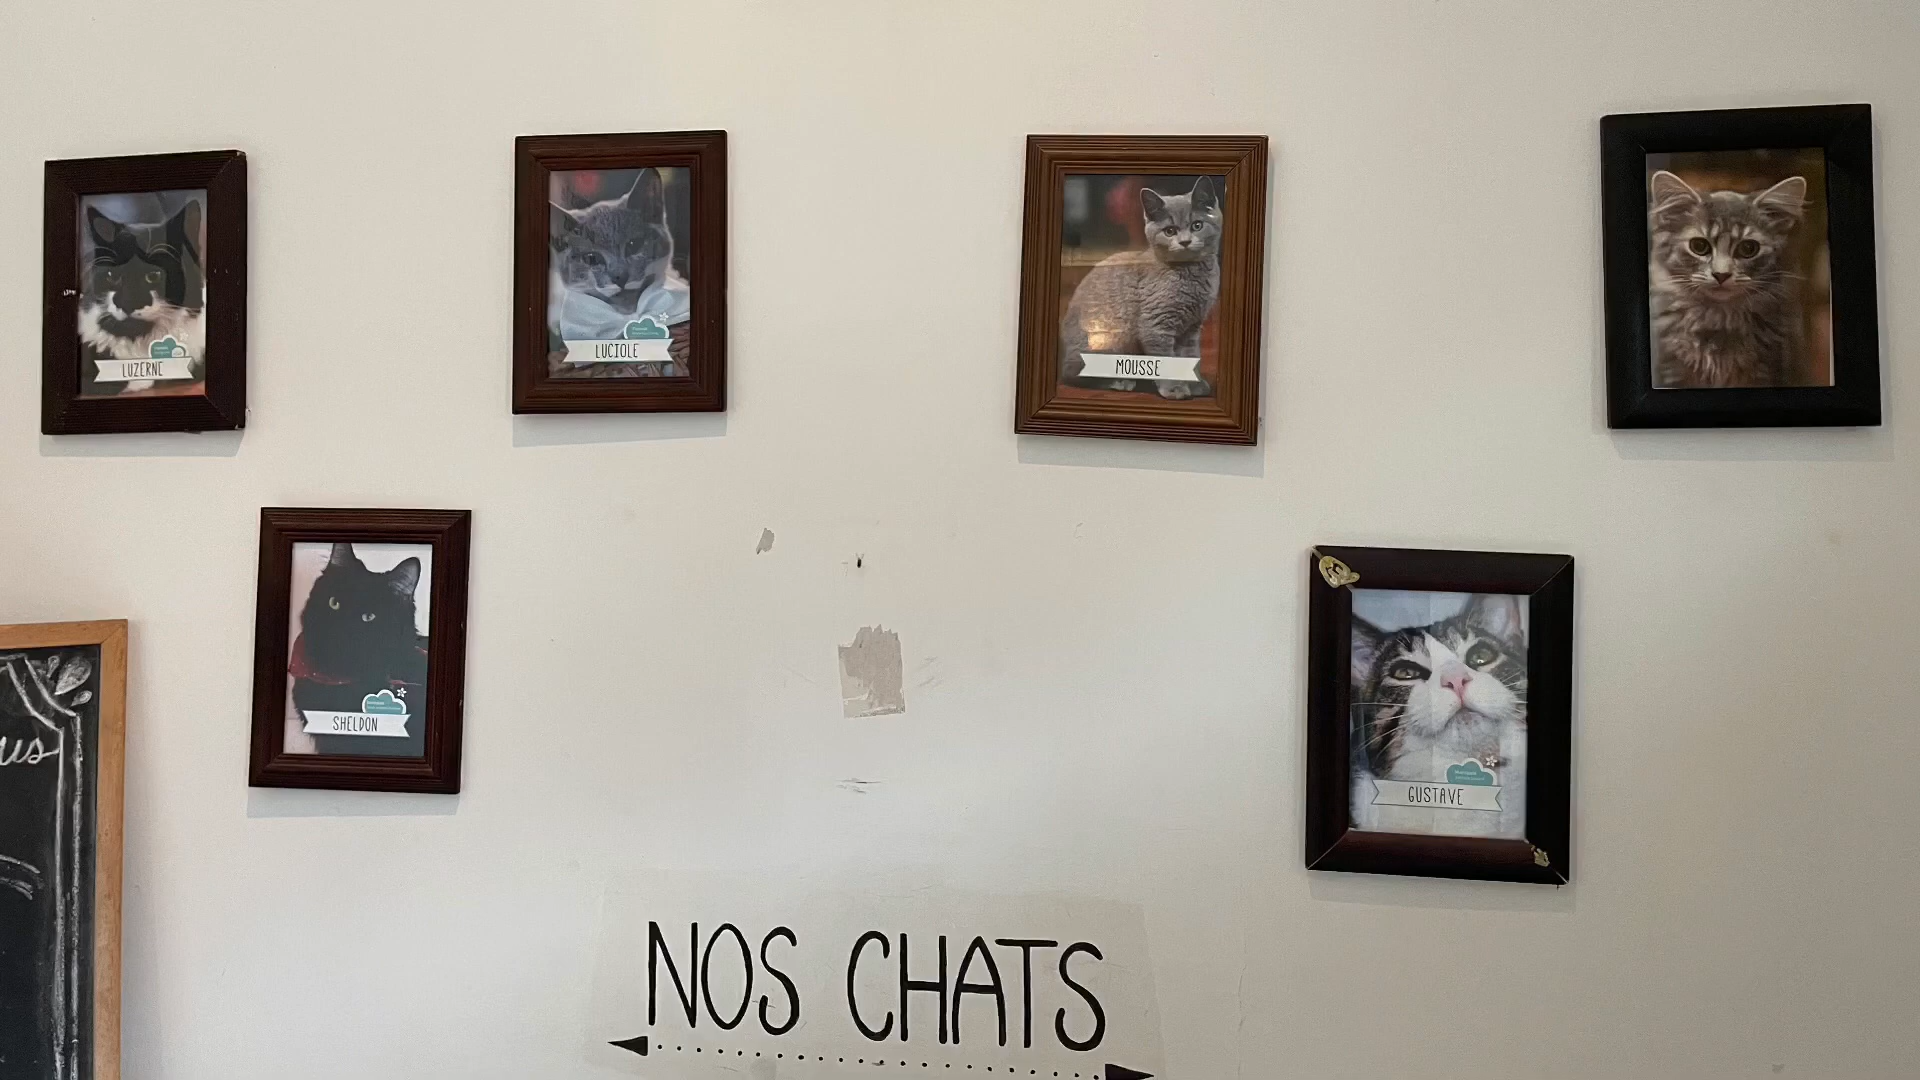 LUZERNE
LUCIOLE
MOUSSE
SHELDON
GUSTAVE
NOS CHATS